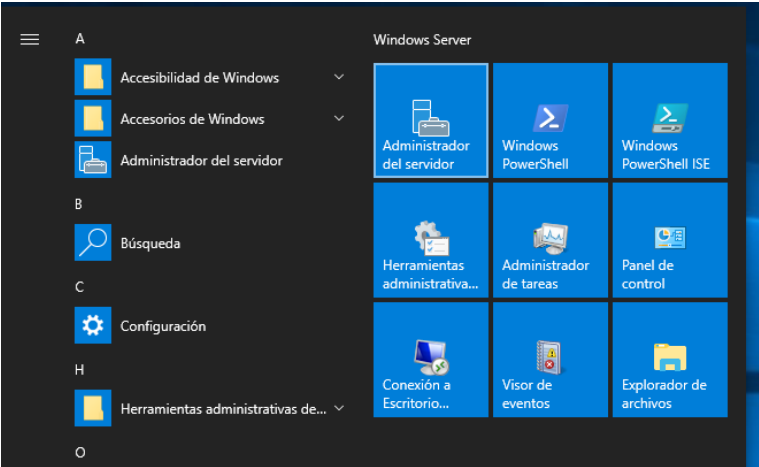 A
Accesibilidad de Windows
Accesorios de Windows
Administrador del servidor
B
Búsqueda
C
Configuración
H
Herramientas administrativas de...
O
Windows Server
Administrador
del servidor
Windows
PowerShell
Windows
PowerShell ISE
Herramientas
administrativa...
Administrador
de tareas
Panel de
control
Conexión a
Escritorio...
Visor de
eventos
Explorador de
archivos